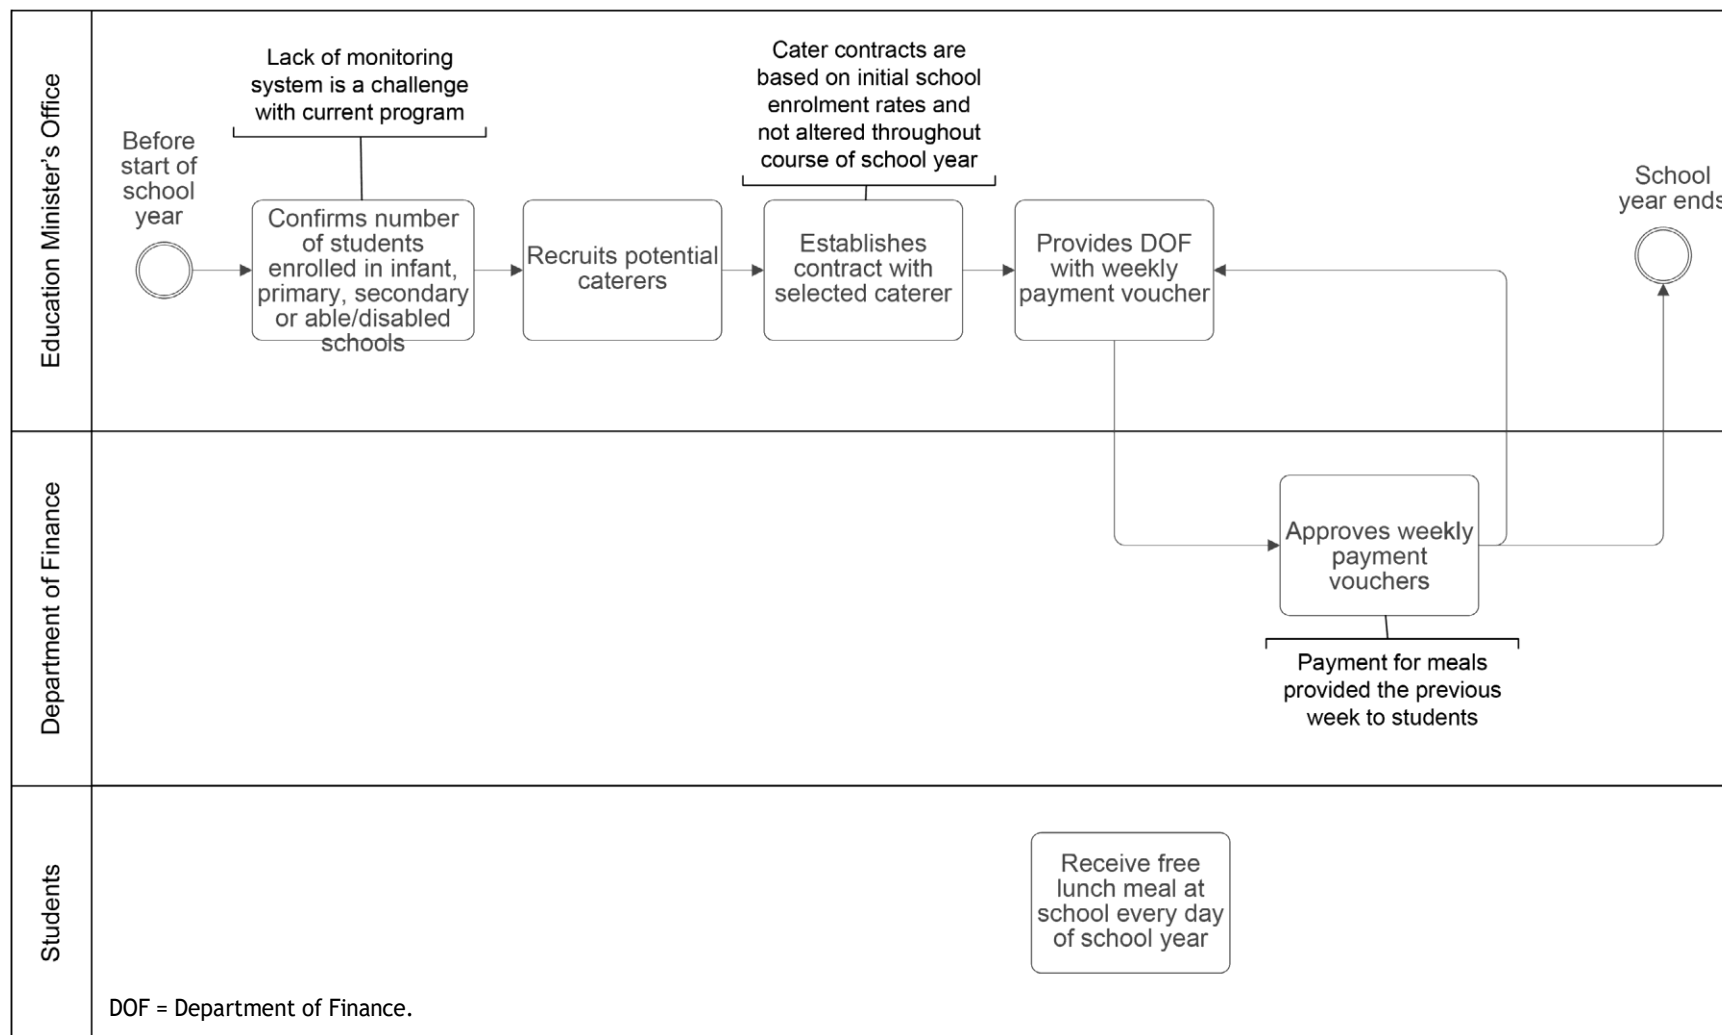 Education Minister's Office
Before
start of
school
year
Lack of monitoring
system is a challenge
with current program
Confirms number
of students
enrolled in infant,
primary, secondary
or able/disabled
schools
Recruits potential
caterers
Cater contracts are
based on initial school
enrolment rates and
not altered throughout
course of school year
Establishes
contract with
selected caterer
Provides DOF
with weekly
payment voucher
School
year ends
Department of Finance
Approves weekly
payment
vouchers
Payment for meals
provided the previous
week to students
Students
Receive free
lunch meal at
school every day
of school year
DOF = Department of Finance.